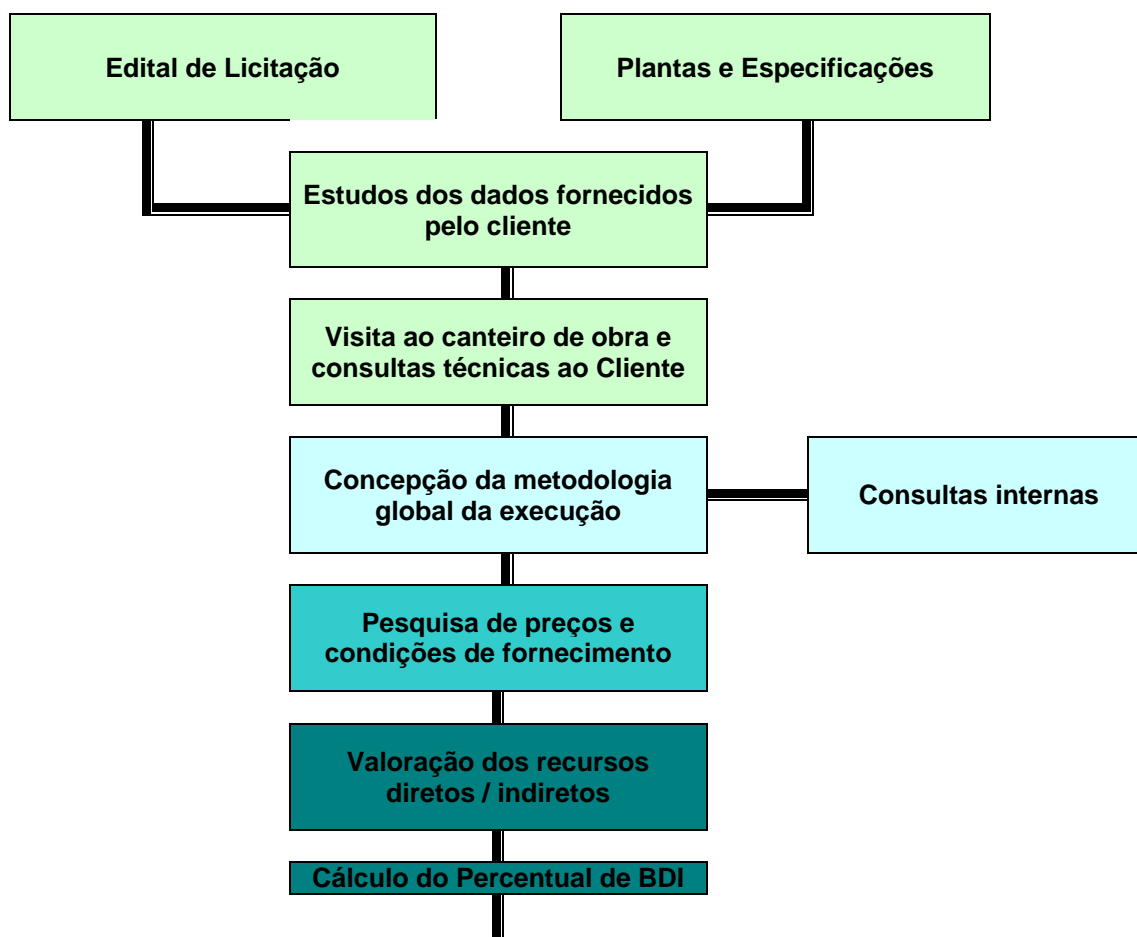 Edital de Licitação
Plantas e Especificações
Estudos dos dados fornecidos
pelo cliente
Visita ao canteiro de obra e
consultas técnicas ao Cliente
Concepção da metodologia
global da execução
Consultas internas
Pesquisa de preços e
condições de fornecimento
Valoração dos recursos
diretos / indiretos
Cálculo do Percentual de BDI